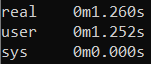 real    0m1.260s
user    0m1.252s
sys     0m0.000s